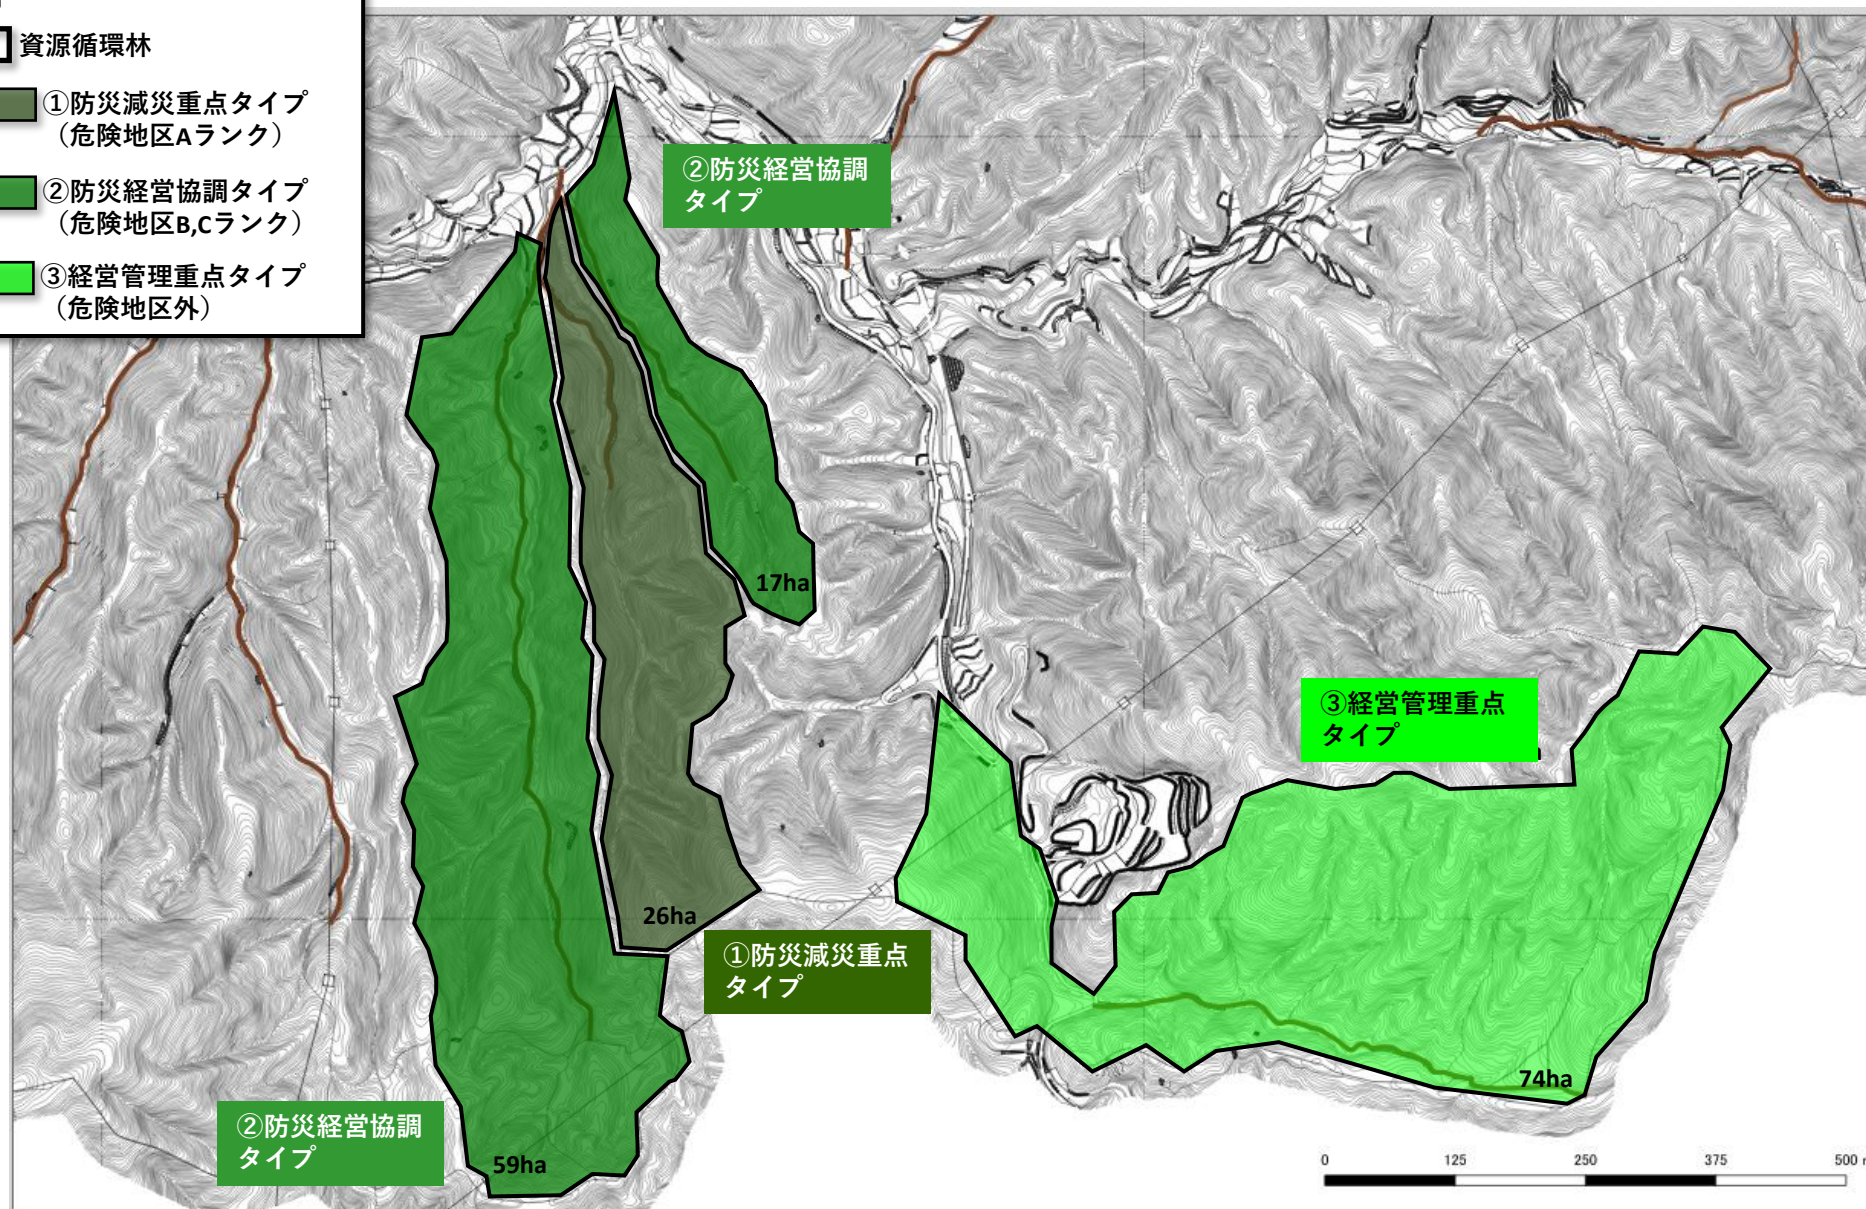 資源循環林
①防災減災重点タイプ
（危険地区Aランク）
②防災経営協調タイプ
（危険地区B,Cランク）
③経営管理重点タイプ
（危険地区外）
②防災経営協調
タイプ
17ha
③経営管理重点
タイプ
26ha
①防災減災重点
タイプ
74ha
②防災経営協調
タイプ
59ha
0 125 250 375 500